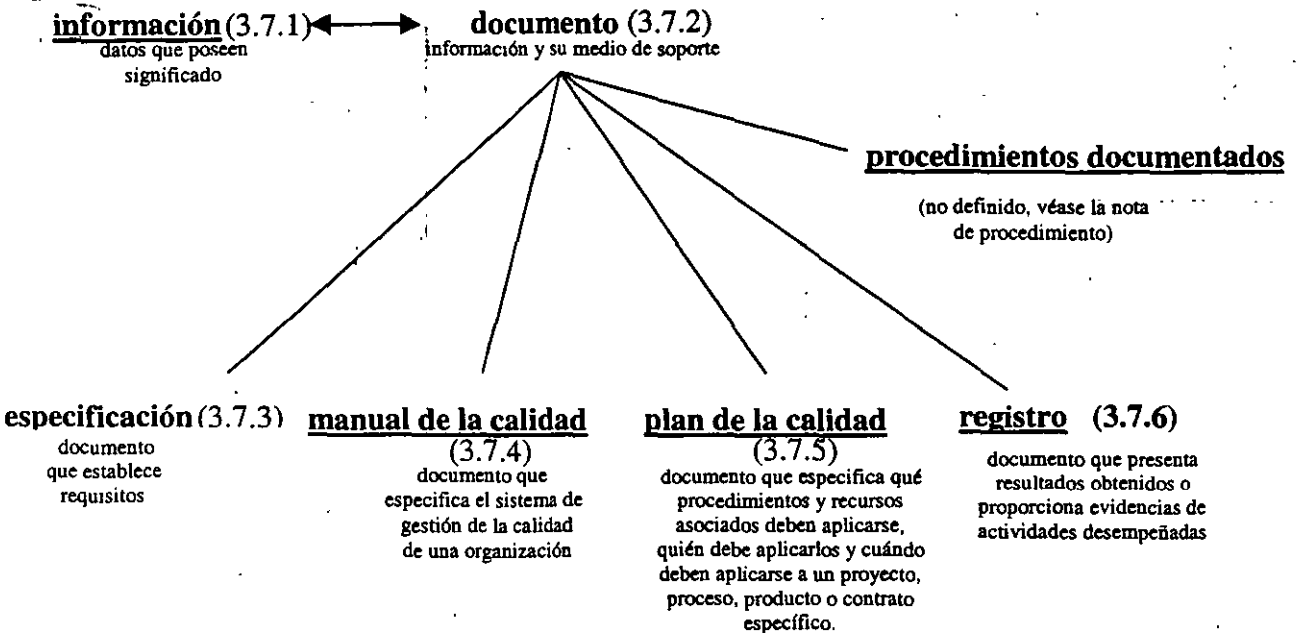 información (3.7.1)
datos que poseen
significado
documento (3.7.2)
información y su medio de soporte
procedimientos documentados
(no definido, véase la nota
de procedimiento)
especificación (3.7.3)
documento
que establece
requisitos
manual de la calidad
(3.7.4)
documento que
especifica el sistema de
gestión de la calidad
de una organización
plan de la calidad
(3.7.5)
documento que especifica qué
procedimientos y recursos
asociados deben aplicarse,
quién debe aplicarlos y cuándo
deben aplicarse a un proyecto,
proceso, producto o contrato
específico.
registro (3.7.6)
documento que presenta
resultados obtenidos o
proporciona evidencias de
actividades desempeñadas